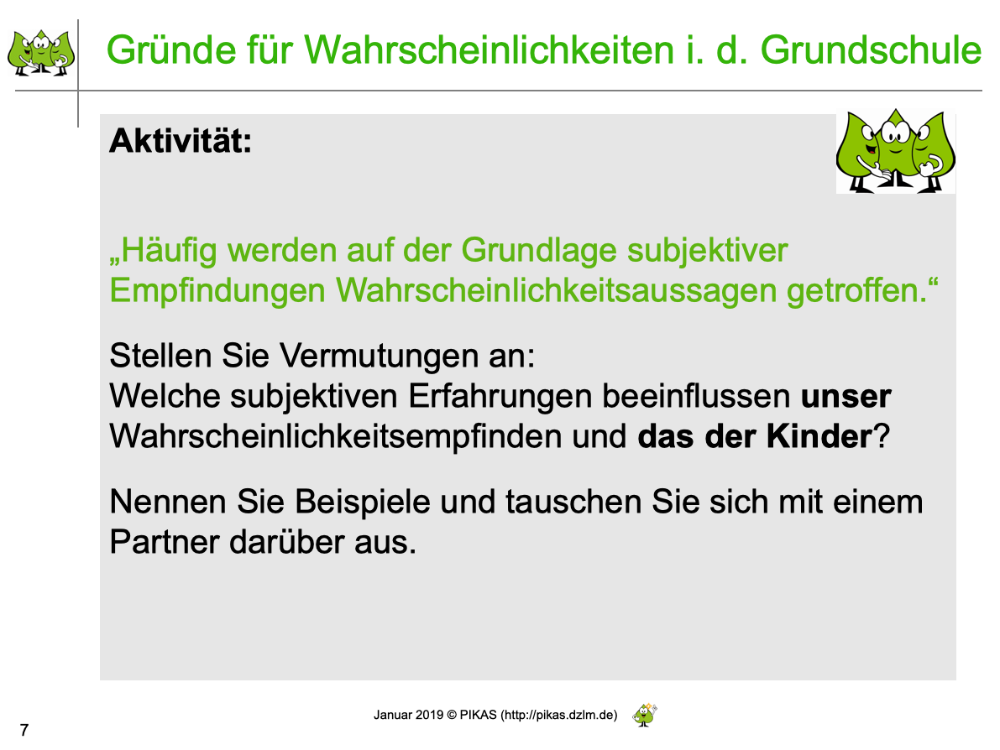 Gründe für Wahrscheinlichkeiten i. d. Grundschule
Aktivität:
„Häufig werden auf der Grundlage subjektiver
Empfindungen Wahrscheinlichkeitsaussagen getroffen.“
Stellen Sie Vermutungen an:
Welche subjektiven Erfahrungen beeinflussen unser
Wahrscheinlichkeitsempfinden und das der Kinder?
Nennen Sie Beispiele und tauschen Sie sich mit einem
Partner darüber aus.
Januar 2019 © PIKAS (http://pikas.dzlm.de)
7